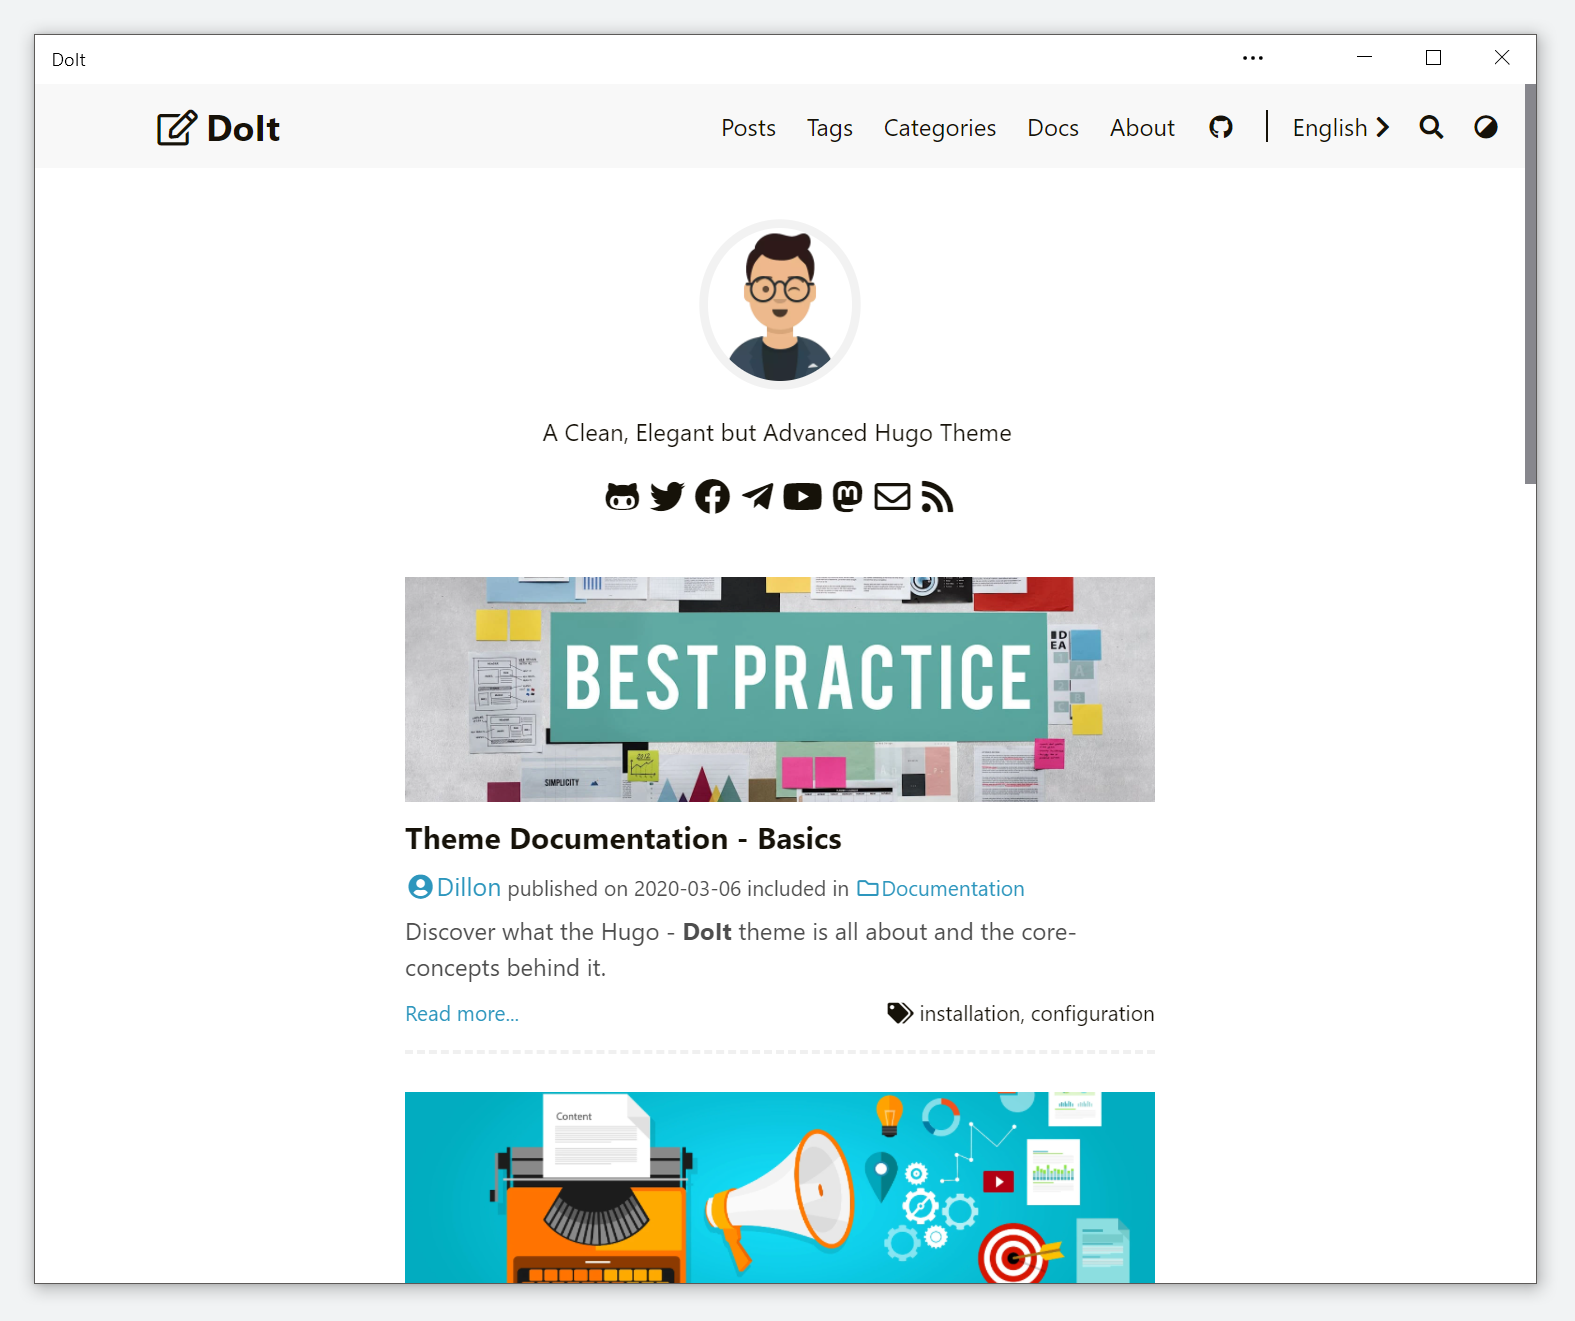 DoIt
DoIt
Posts Tags Categories Docs About English
A Clean, Elegant but Advanced Hugo Theme
IDEA
BEST PRACTICE
SIMPLICITY
Theme Documentation - Basics
Dillon published on 2020-03-06 included in Documentation
Discover what the Hugo - DoIt theme is all about and the core-
concepts behind it.
Read more...
installation, configuration
Content